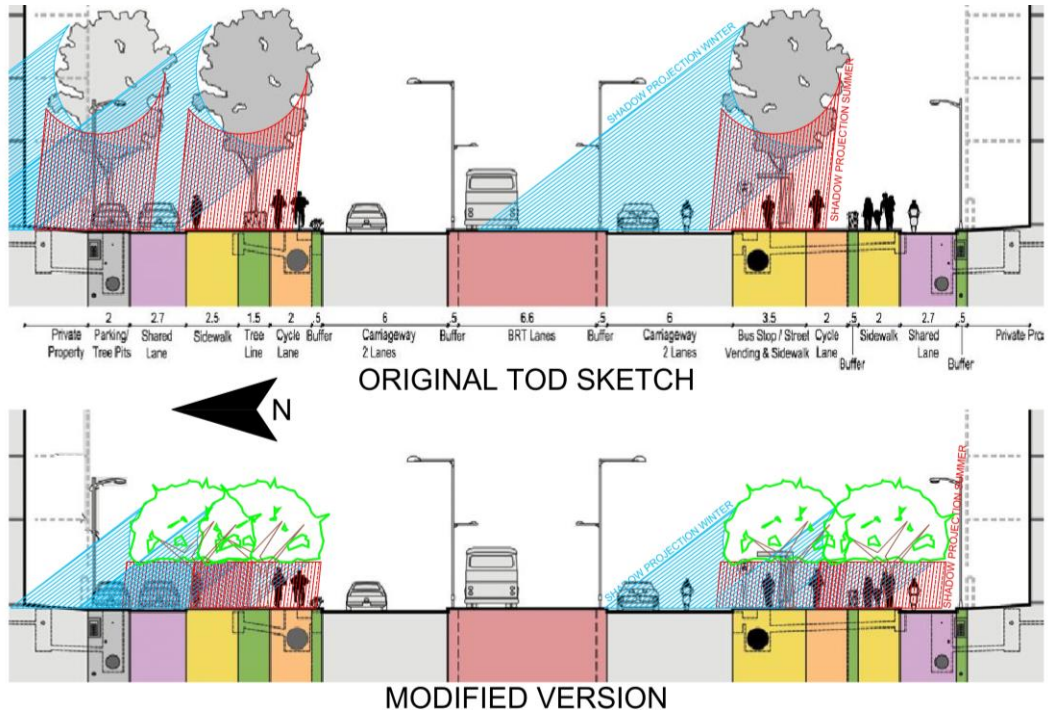 SHADOW PROJECTION WINTER
SHADOW PROJECTION SUMMER
2 2.7 2.5 1.5 2 .5 6 .5 6.6 .5 6 3.5 2 .5 2 2.7 .5
Private Property
Parking/ Tree Pits
Shared Lane
Sidewalk
Tree Line
Cycle Lane
Buffer
Carriageway 2 Lanes
Buffer
BRT Lanes
Buffer
Carriageway 2 Lanes
Bus Stop / Street Vending & Sidewalk
Cycle Lane
Buffer
Sidewalk
Shared Lane
Buffer
Private Pro
ORIGINAL TOD SKETCH
N
SHADOW PROJECTION WINTER
SHADOW PROJECTION SUMMER
MODIFIED VERSION